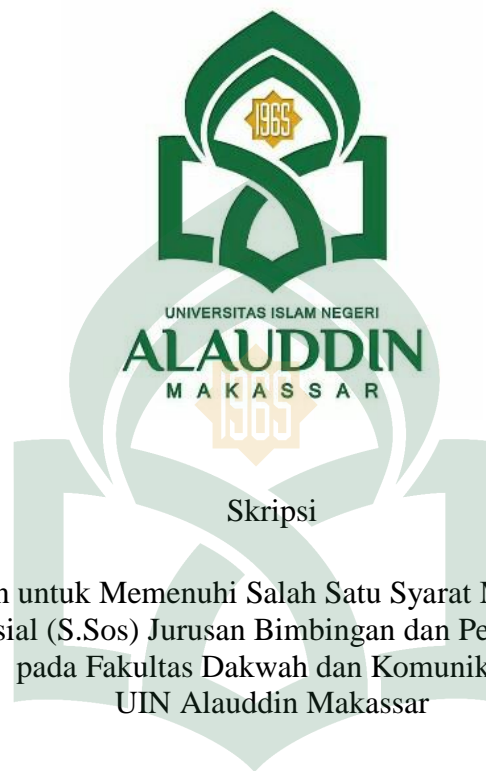 1965
UNIVERSITAS ISLAM NEGERI
ALAUDDIN
MAKASSAR
1965
Skripsi
untuk Memenuhi Salah Satu Syarat
(S.Sos) Jurusan Bimbingan dan
pada Fakultas Dakwah dan
UIN Alauddin Makassar